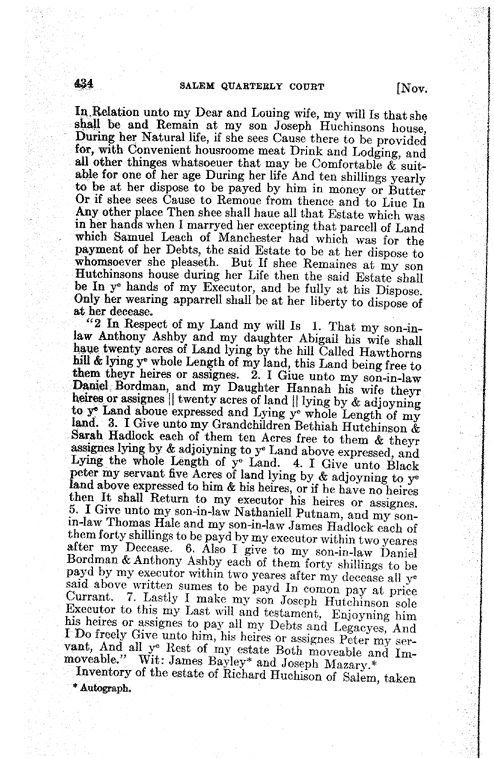 434 SALEM QUARTERLY COURT [Nov.
In Relation unto my Dear and Louing wife, my will Is that she
shall be and Remain at my son Joseph Huchinsons house,
During her Natural life, if she sees Cause there to be provided
for, with Convenient housroome meat Drink and Lodging, and
all other thinges whatsoeuer that may be Comfortable & suit-
able for one of her age During her life And ten shillings yearly
to be at her dispose to be payed by him in money or Butter
Or if shee sees Cause to Remoue from thence and to Liue In
Any other place Then shee shall haue all that Estate which was
in her hands when I marryed her excepting that parcell of Land
which Samuel Leach of Manchester had which was for the
payment of her Debts, the said Estate to be at her dispose to
whomsoever she pleaseth. But if Shee Remaines at my son
Hutchinsons house during her Life then the said Estate shall
be In yᵉ hands of my Executor, and be fully at his Dispose.
Only her wearing apparrell shall be at her liberty to dispose of
at her decease.
"2 In Respect of my Land my will Is 1. That my son-in-
law Anthony Ashby and my daughter Abigail his wife shall
haue twenty acres of Land lying by the hill Called Hawthorns
hill & lying yᵉ whole Length of my land, this Land being free to
them theyr heires or assignes. 2. I Giue unto my son-in-law
Daniel Bordman, and my Daughter Hannah his wife theyr
heires or assignes || twenty acres of land || lying by & adjoyning
to yᵉ Land aboue expressed and Lying yᵉ whole Length of my
land. 3. I Give unto my Grandchildren Bethiah Hutchinson &
Sarah Hadlock each of them ten Acres free to them & theyr
assignes lying by & adjoiying to yᵉ Land above expressed, and
Lying the whole Length of yᵉ Land. 4. I Give unto Black
peter my servant five Acres of land lying by & adjoyning to yᵉ
land above expressed to him & his heires, or if he have no heires
then It shall Return to my executor his heires or assignes.
5. I Give unto my son-in-law Nathaniell Putnam, and my son-
in-law Thomas Hale and my son-in-law James Hadlock each of
them forty shillings to be payd by my executor within two yeares
after my Decease. 6. Also I give to my son-in-law Daniel
Bordman & Anthony Ashby each of them forty shillings to be
payd by my executor within two yeares after my decease all yᵉ
said above written sumes to be payd In comon pay at price
Currant. 7. Lastly I make my son Joseph Hutchinson sole
Executor to this my Last will and testament, Enjoying him
his heires or assignes to pay all my Debts and Legacyes, And
I Do freely Give unto him, his heires or assignes Peter my ser-
vant, And all yᵉ Rest of my estate Both moveable and Im-
moveable." Wit: James Bayley* and Joseph Mazary.*
Inventory of the estate of Richard Huchison of Salem, taken
* Autograph.